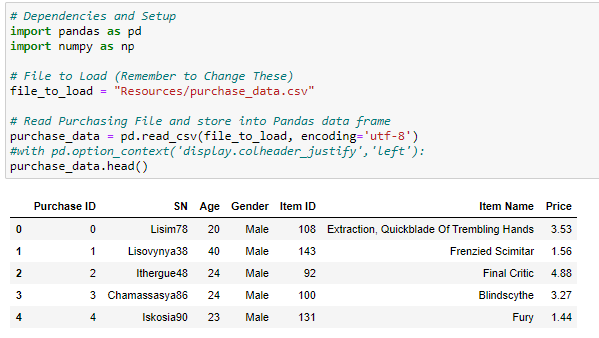 # Dependencies and Setup
import pandas as pd
import numpy as np
# File to Load (Remember to Change These)
file_to_load = "Resources/purchase_data.csv"
# Read Purchasing File and store into Pandas data frame
purchase_data = pd.read_csv(file_to_load, encoding='utf-8')
#with pd.option_context('display.colheader_justify','left'):
purchase_data.head()
Purchase ID SN Age Gender Item ID Item Name Price
0 0 Lisim78 20 Male 108 Extraction, Quickblade Of Trembling Hands 3.53
1 1 Lisovynya38 40 Male 143 Frenzied Scimitar 1.56
2 2 Ithergue48 24 Male 92 Final Critic 4.88
3 3 Chamassasya86 24 Male 100 Blindscythe 3.27
4 4 Iskosia90 23 Male 131 Fury 1.44